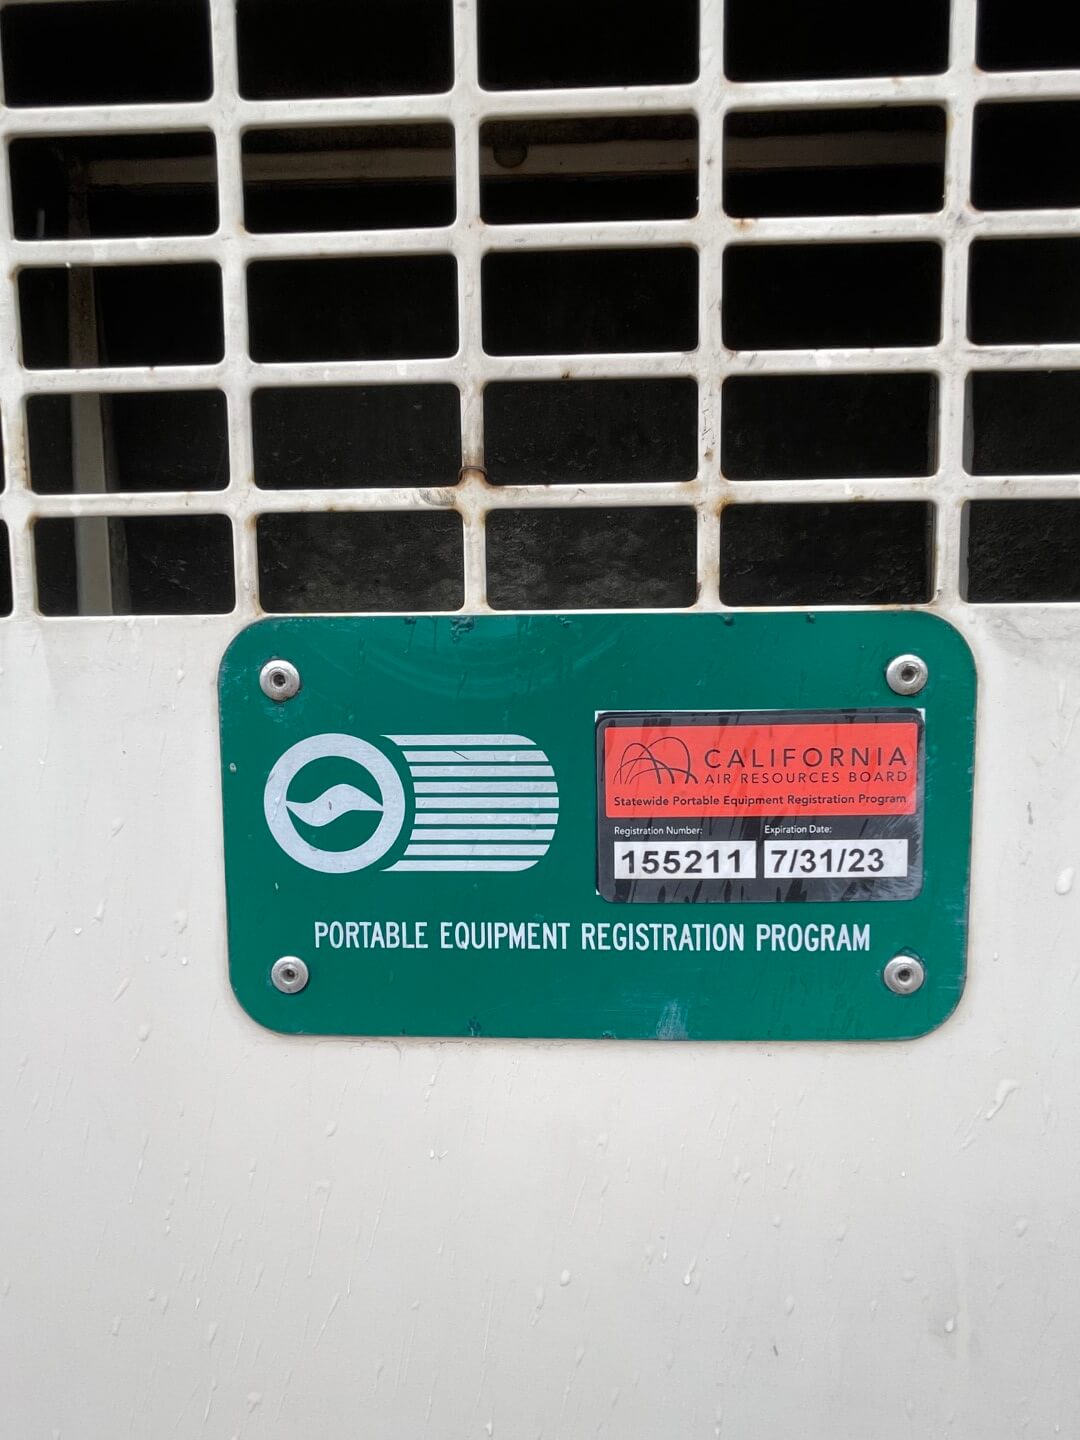 CALIFORNIA
AIR RESOURCES BOARD
Statewide Portable Equipment Registration Program
Registration Number: Expiration Date:
155211 7/31/23
PORTABLE EQUIPMENT REGISTRATION PROGRAM